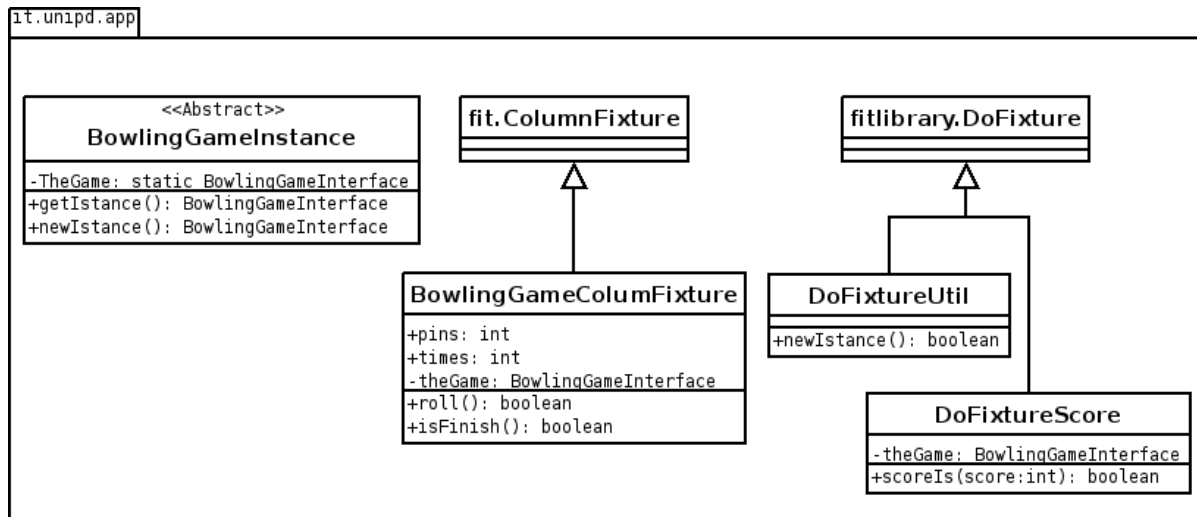 it.unipd.app
<<Abstract>>
BowlingGameInstance
-TheGame: static BowlingGameInterface
+getIstance(): BowlingGameInterface
+newIstance(): BowlingGameInterface
fit.ColumnFixture
fitlibrary.DoFixture
BowlingGameColumFixture
+pins: int
+times: int
-theGame: BowlingGameInterface
+roll(): boolean
+isFinish(): boolean
DoFixtureUtil
+newIstance(): boolean
DoFixtureScore
-theGame: BowlingGameInterface
+scoreIs(score:int): boolean